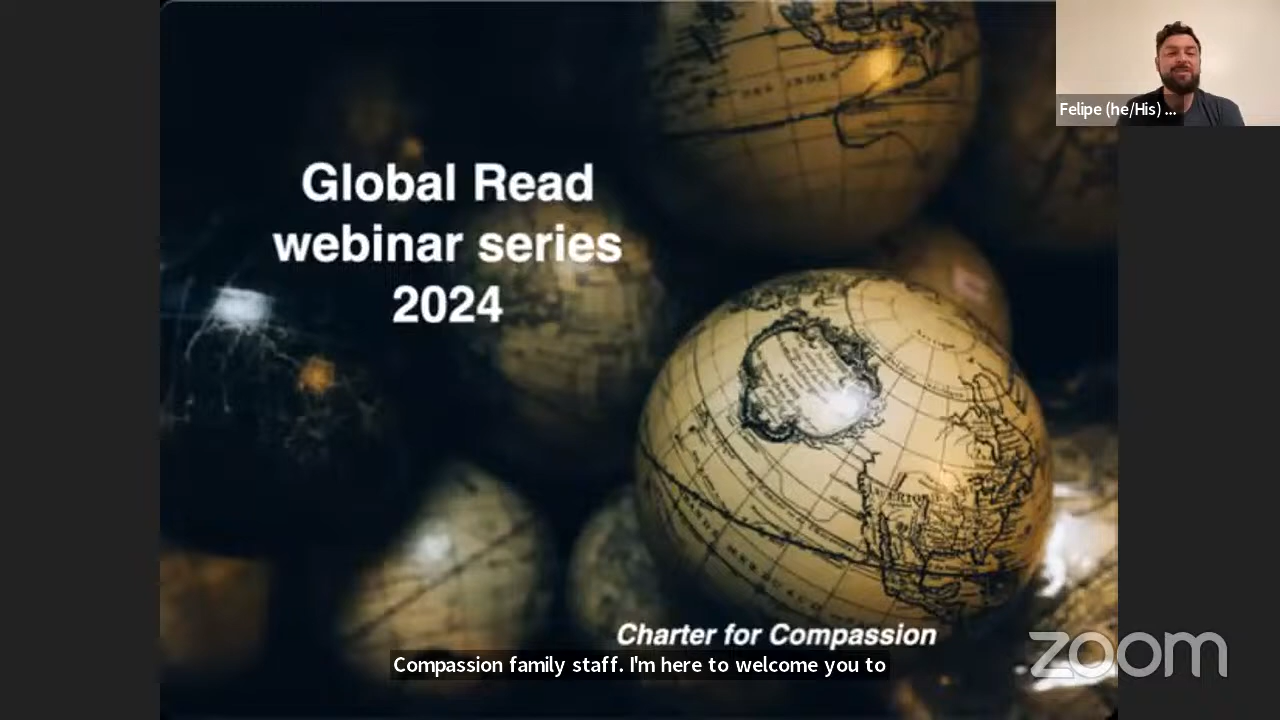 Global Read
webinar series
2024
Felipe (he/His) ...
Charter for Compassion
Compassion family staff. I'm here to welcome you to
zoom